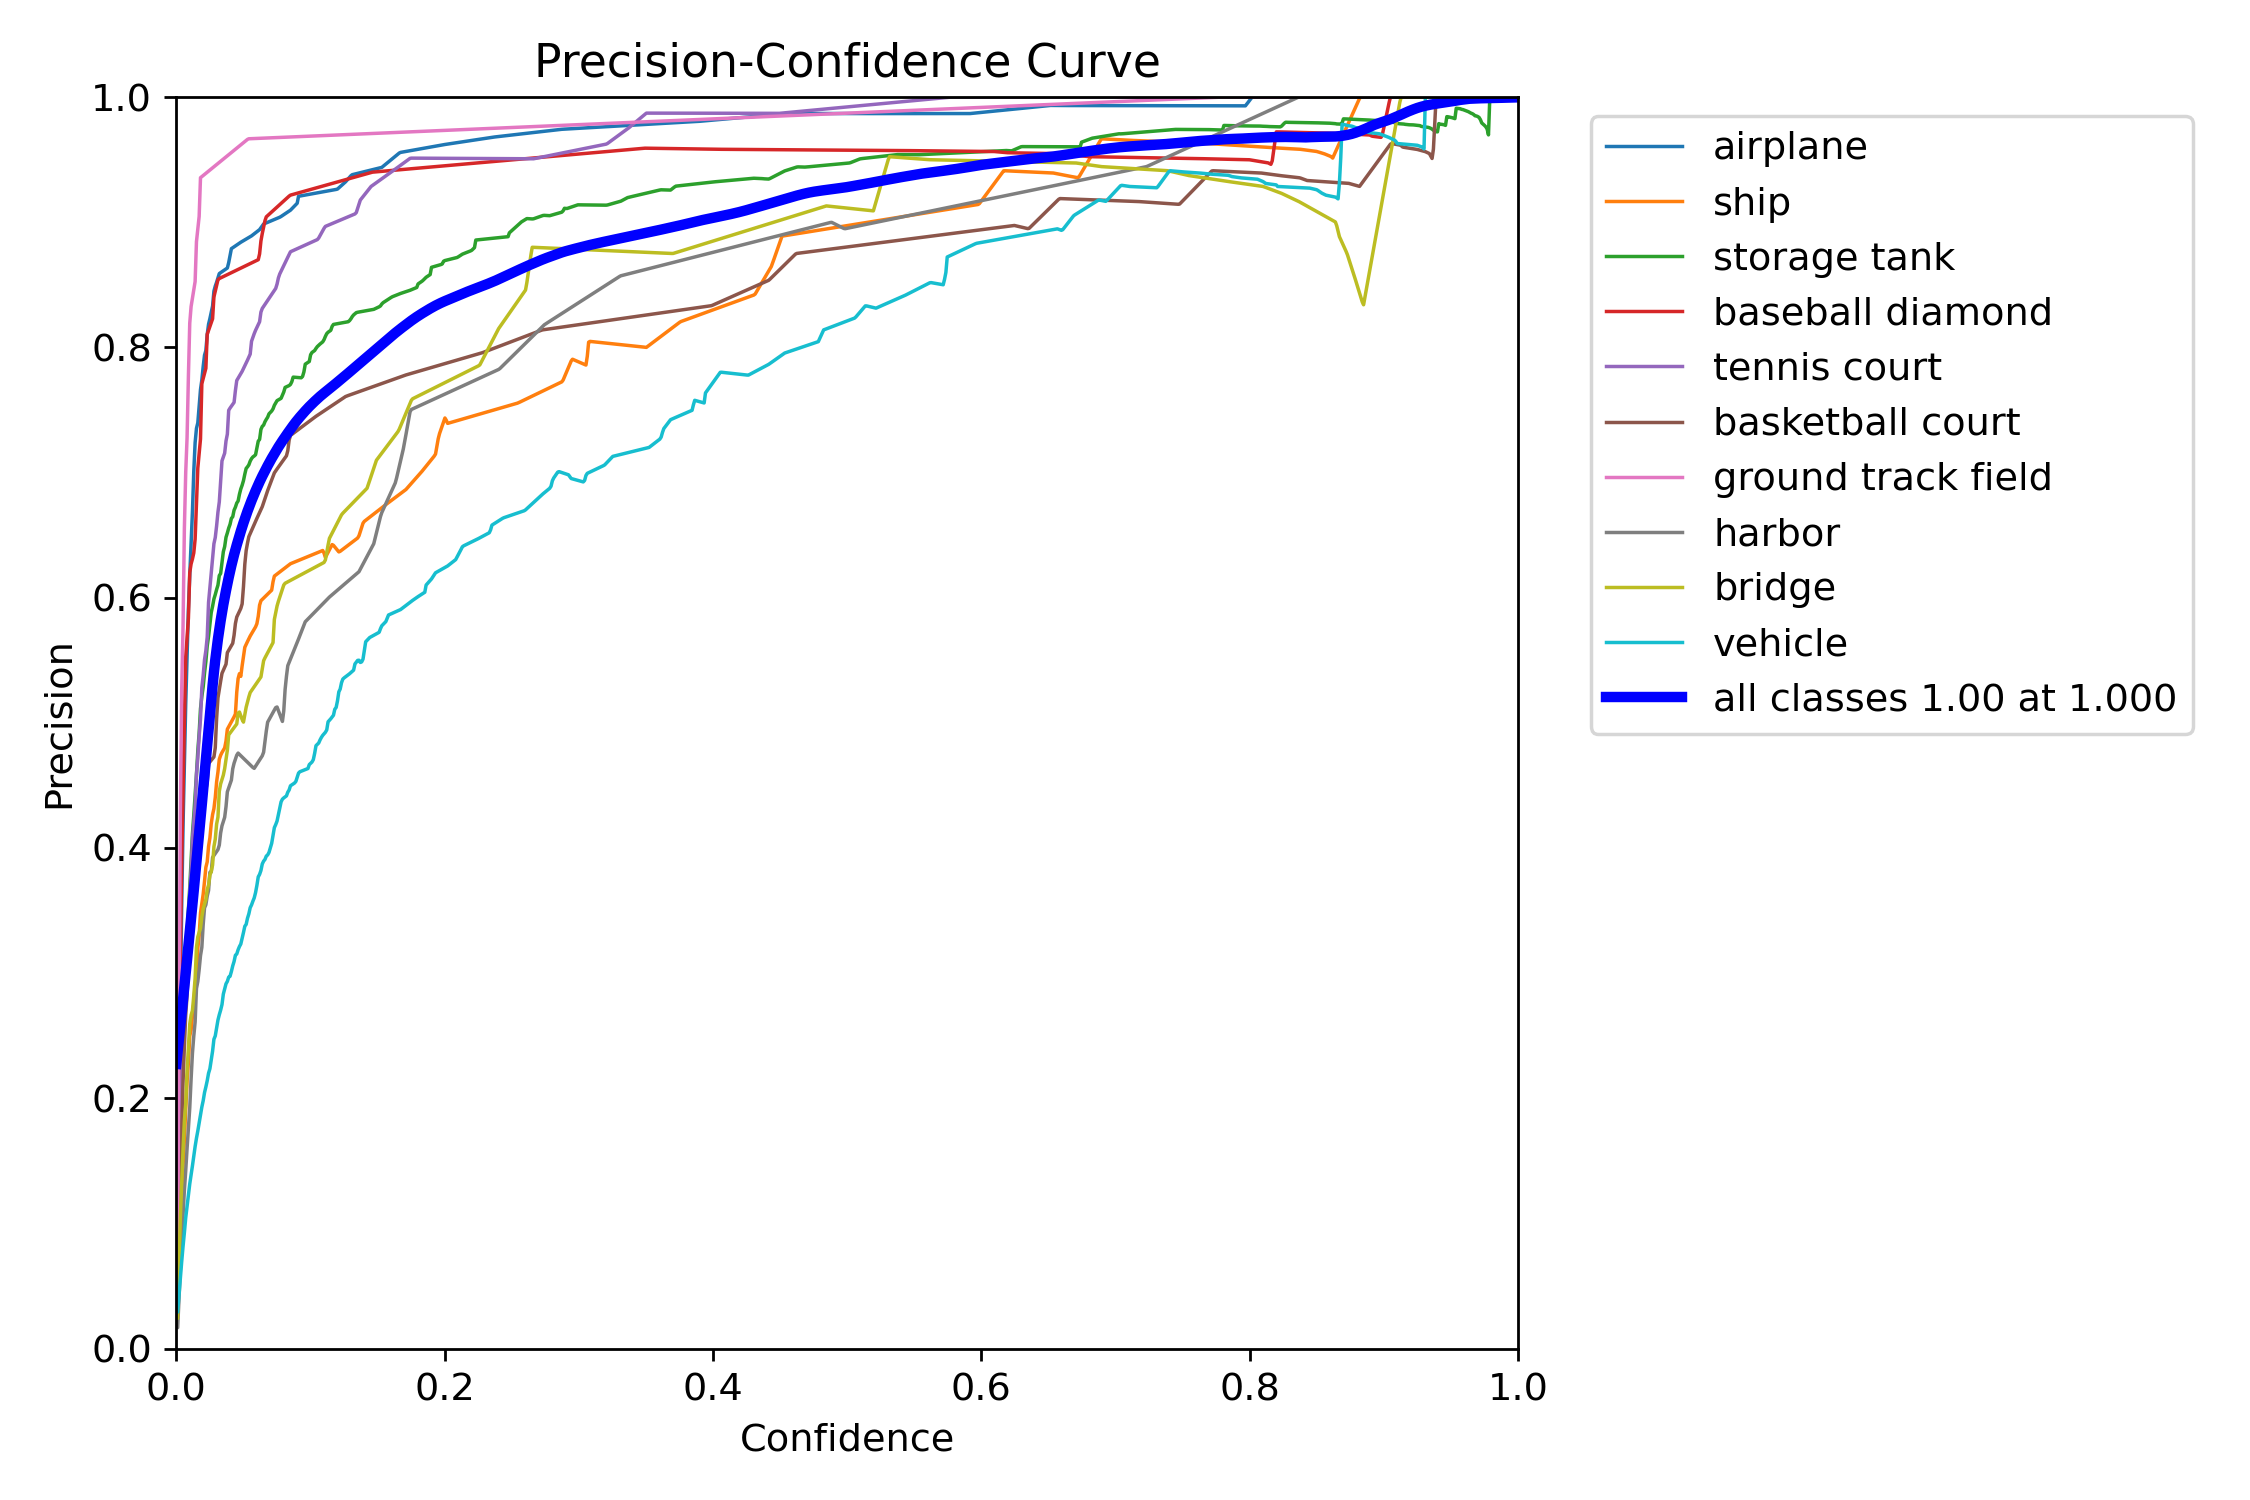 Precision-Confidence Curve
1.0
0.8
0.6
0.4
0.2
0.0
Precision
0.0 0.2 0.4 0.6 0.8 1.0
Confidence
airplane
ship
storage tank
baseball diamond
tennis court
basketball court
ground track field
harbor
bridge
vehicle
all classes 1.00 at 1.000